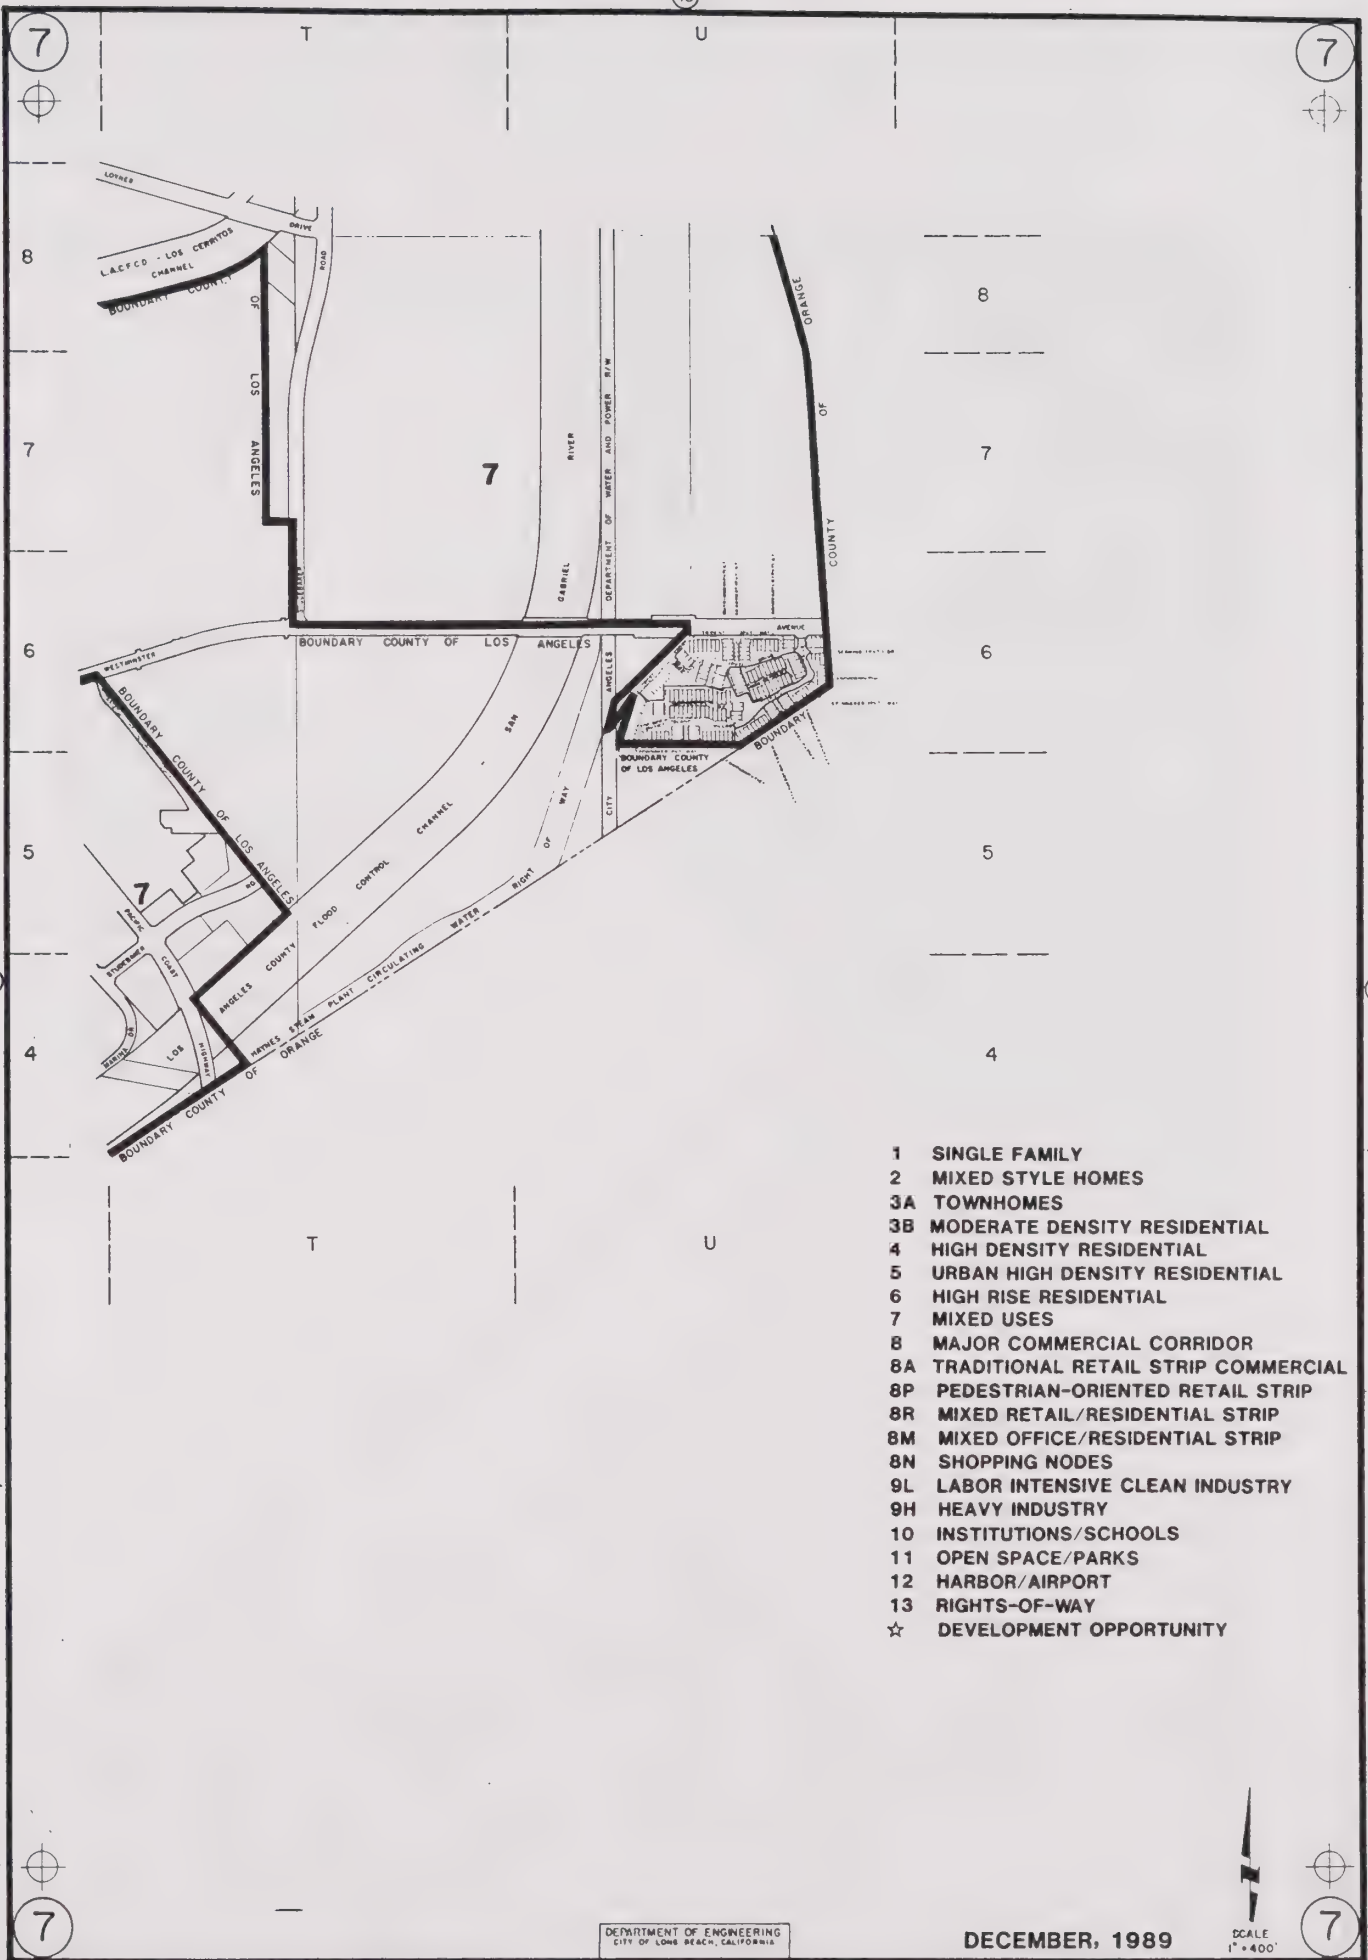 7
T
U
7
LOYNES
DRIVE
ROAD
8
L.A.C.F.C.D - LOS CERRITOS
CHANNEL
BOUNDARY COUNTY
OF
LOS
ANGELES
ORANGE
OF
COUNTY
8
7
7
7
RIVER
GABRIEL
DEPARTMENT OF WATER AND POWER R/W
AVENUE
6
6
BOUNDARY COUNTY OF LOS ANGELES
WESTMINSTER
ANGELES
CITY
SAN
BOUNDARY
BOUNDARY COUNTY
OF LOS ANGELES
BOUNDARY COUNTY OF LOS ANGELES
5
5
7
RD
PACIFIC
STUDEBAKER
COAST
HIGHWAY
MARINA DR
CHANNEL
CONTROL
FLOOD
COUNTY
ANGELES
LOS
HAYNES STEAM PLANT CIRCULATING WATER RIGHT OF WAY
4
4
BOUNDARY COUNTY OF ORANGE
T
U
1 SINGLE FAMILY
2 MIXED STYLE HOMES
3A TOWNHOMES
3B MODERATE DENSITY RESIDENTIAL
4 HIGH DENSITY RESIDENTIAL
5 URBAN HIGH DENSITY RESIDENTIAL
6 HIGH RISE RESIDENTIAL
7 MIXED USES
8 MAJOR COMMERCIAL CORRIDOR
8A TRADITIONAL RETAIL STRIP COMMERCIAL
8P PEDESTRIAN-ORIENTED RETAIL STRIP
8R MIXED RETAIL/RESIDENTIAL STRIP
8M MIXED OFFICE/RESIDENTIAL STRIP
8N SHOPPING NODES
9L LABOR INTENSIVE CLEAN INDUSTRY
9H HEAVY INDUSTRY
10 INSTITUTIONS/SCHOOLS
11 OPEN SPACE/PARKS
12 HARBOR/AIRPORT
13 RIGHTS-OF-WAY
☆ DEVELOPMENT OPPORTUNITY
7
DEPARTMENT OF ENGINEERING
CITY OF LONG BEACH, CALIFORNIA
DECEMBER, 1989
SCALE
1"=400'
7